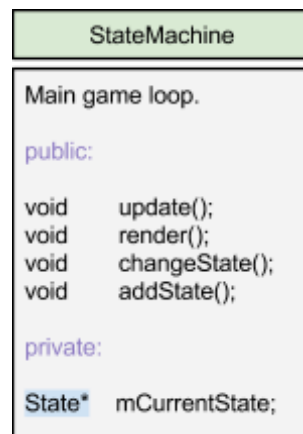 StateMachine
Main game loop.
public:
void update();
void render();
void changeState();
void addState();
private:
State* mCurrentState;